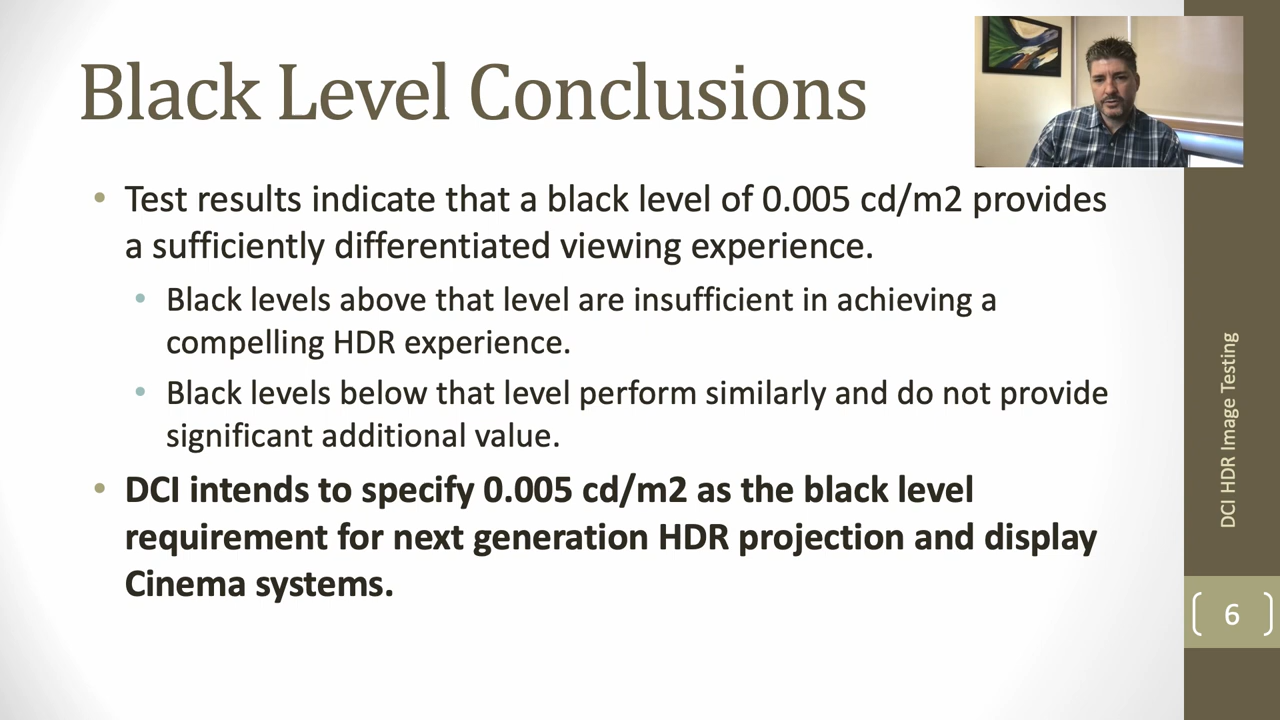 Black Level Conclusions
• Test results indicate that a black level of 0.005 cd/m2 provides
a sufficiently differentiated viewing experience.
• Black levels above that level are insufficient in achieving a
compelling HDR experience.
• Black levels below that level perform similarly and do not provide
significant additional value.
• DCI intends to specify 0.005 cd/m2 as the black level
requirement for next generation HDR projection and display
Cinema systems.
DCI HDR Image Testing
6